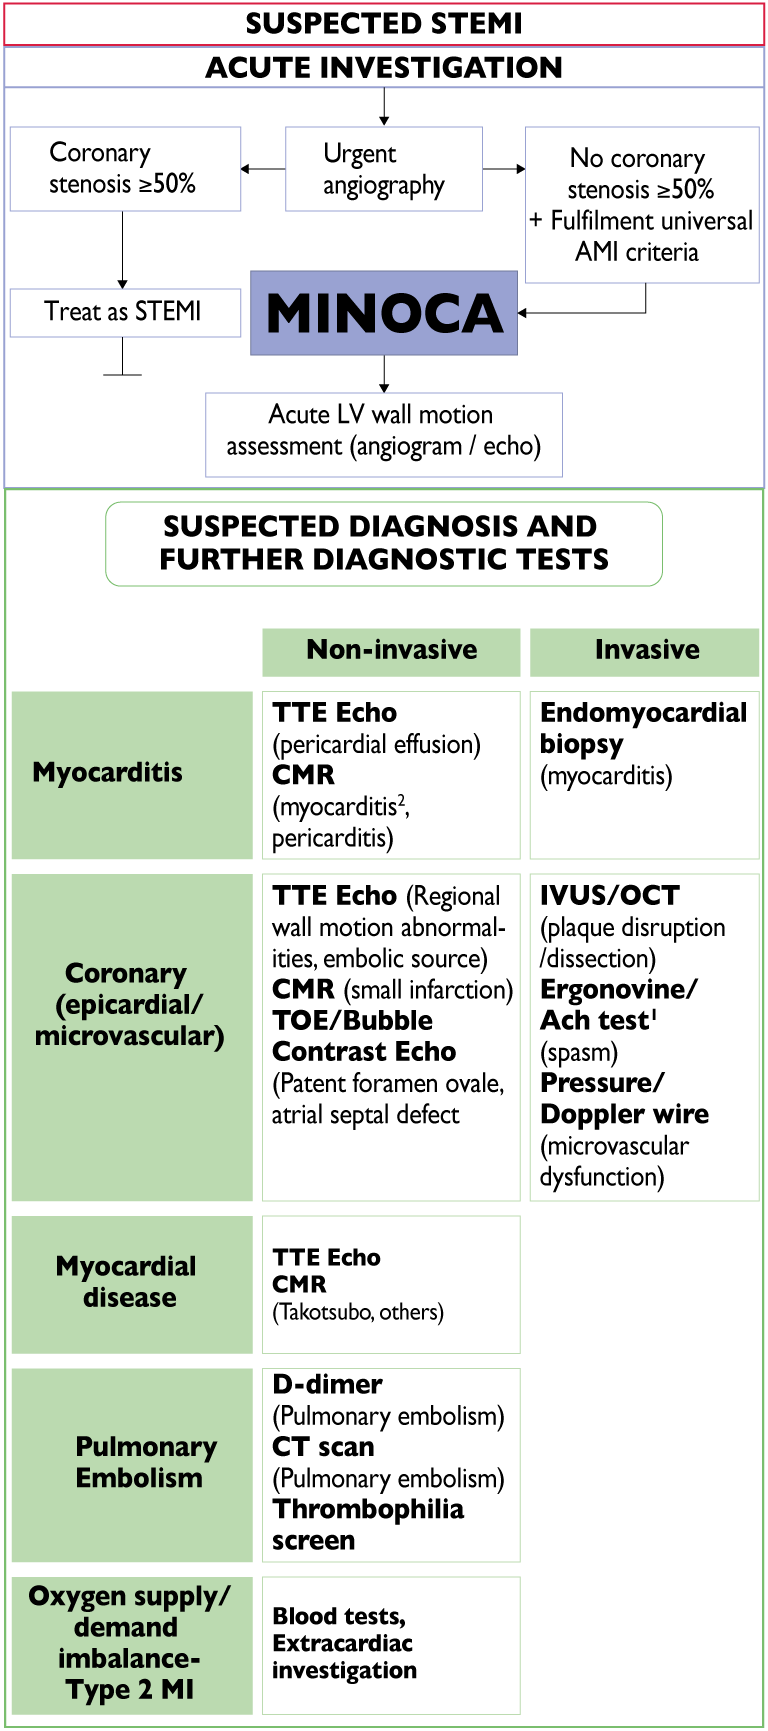 SUSPECTED STEMI
ACUTE INVESTIGATION
Coronary
stenosis ≥50%
Urgent
angiography
No coronary
stenosis ≥50%
+ Fulfilment universal
AMI criteria
Treat as STEMI
MINOCA
Acute LV wall motion
assessment (angiogram / echo)
SUSPECTED DIAGNOSIS AND
FURTHER DIAGNOSTIC TESTS
Non-invasive
Invasive
Myocarditis
TTE Echo
(pericardial effusion)
CMR
(myocarditis²,
pericarditis)
Endomyocardial
biopsy
(myocarditis)
Coronary
(epicardial/
microvascular)
TTE Echo (Regional
wall motion abnormal-
ities, embolic source)
CMR (small infarction)
TOE/Bubble
Contrast Echo
(Patent foramen ovale,
atrial septal defect
IVUS/OCT
(plaque disruption
/dissection)
Ergonovine/
Ach test¹
(spasm)
Pressure/
Doppler wire
(microvascular
dysfunction)
Myocardial
disease
TTE Echo
CMR
(Takotsubo, others)
Pulmonary
Embolism
D-dimer
(Pulmonary embolism)
CT scan
(Pulmonary embolism)
Thrombophilia
screen
Oxygen supply/
demand
imbalance-
Type 2 MI
Blood tests,
Extracardiac
investigation